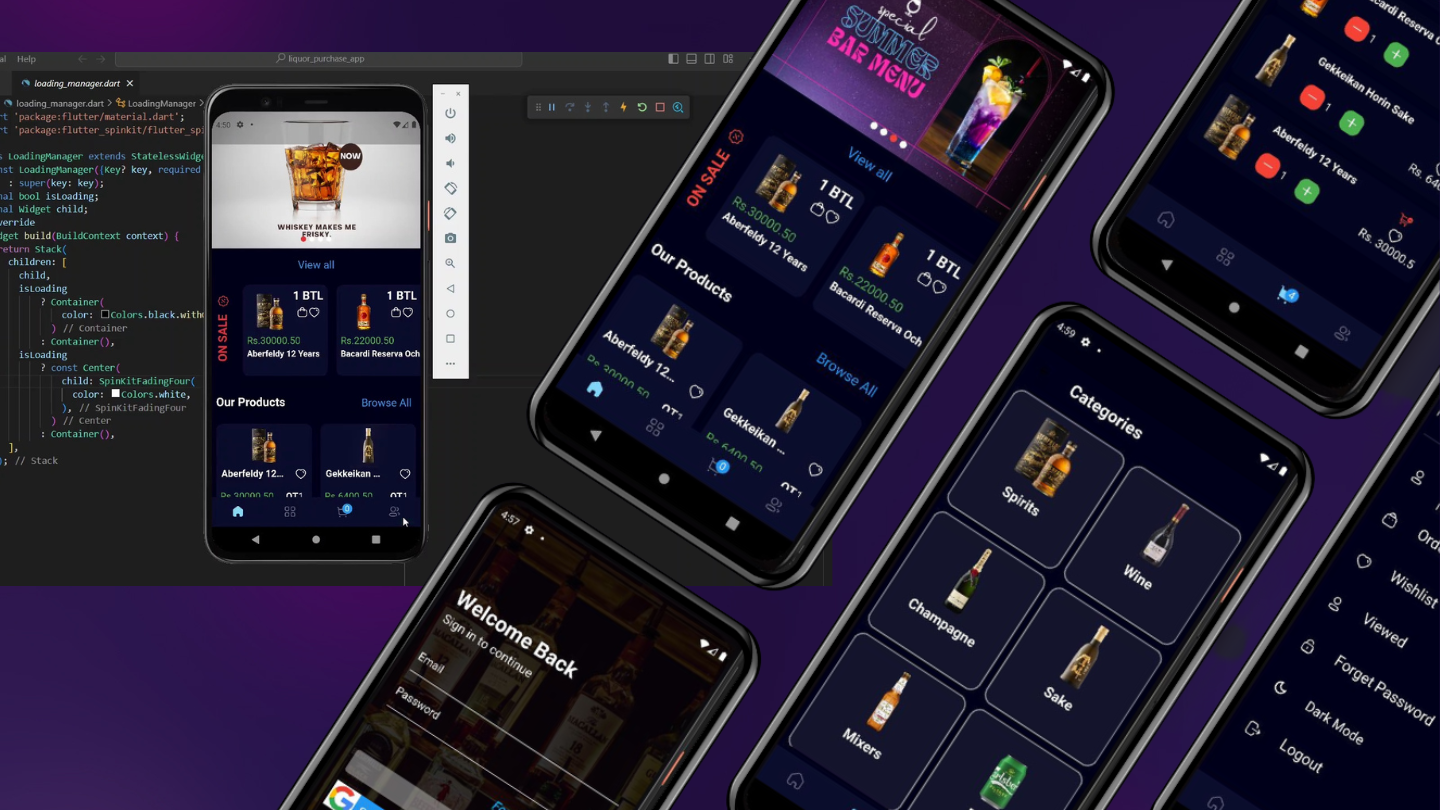 al Help
liquor_purchase_app
loading_manager.dart
loading_manager.dart > LoadingManager >
rt 'package:flutter/material.dart';
rt 'package:flutter_spinkit/flutter_spi
s LoadingManager extends StatelessWidge
onst LoadingManager({Key? key, required
: super(key: key);
nal bool isLoading;
nal Widget child;
verride
dget build(BuildContext context) {
return Stack(
children: [
child,
isLoading
? Container(
color: Colors.black.witho
) // Container
: Container(),
isLoading
? const Center(
child: SpinKitFadingFour(
color: Colors.white,
), // SpinKitFadingFour
) // Center
: Container(),
],
); // Stack
4:50
NOW
WHISKEY MAKES ME
FRISKY.
View all
ON SALE
1 BTL
Rs.30000.50
Aberfeldy 12 Years
1 BTL
Rs.22000.50
Bacardi Reserva Och
Our Products
Browse All
Aberfeldy 12...
Gekkeikan ...
Rs.30000.50
QT1
Rs.6400.50
QT1
0
special
SUMMER
BAR MENU
View all
ON SALE
1 BTL
Rs.30000.50
Aberfeldy 12 Years
1 BTL
Rs.22000.50
Bacardi Reserva Och
Our Products
Browse All
Aberfeldy 12...
Rs.30000.50
QT1
Gekkeikan ...
Rs.6400.50
QT1
0
Bacardi Reserva O
1
Gekkeikan Horin Sake
1
Rs. 640
Aberfeldy 12 Years
1
Rs. 30000.5
4
4:57
Welcome Back
Sign in to continue
Email
Password
Fo
4:59
Categories
Spirits
Wine
Champagne
Sake
Mixers
Carlsberg
Orde
Wishlist
Viewed
Forget Password
Dark Mode
Logout